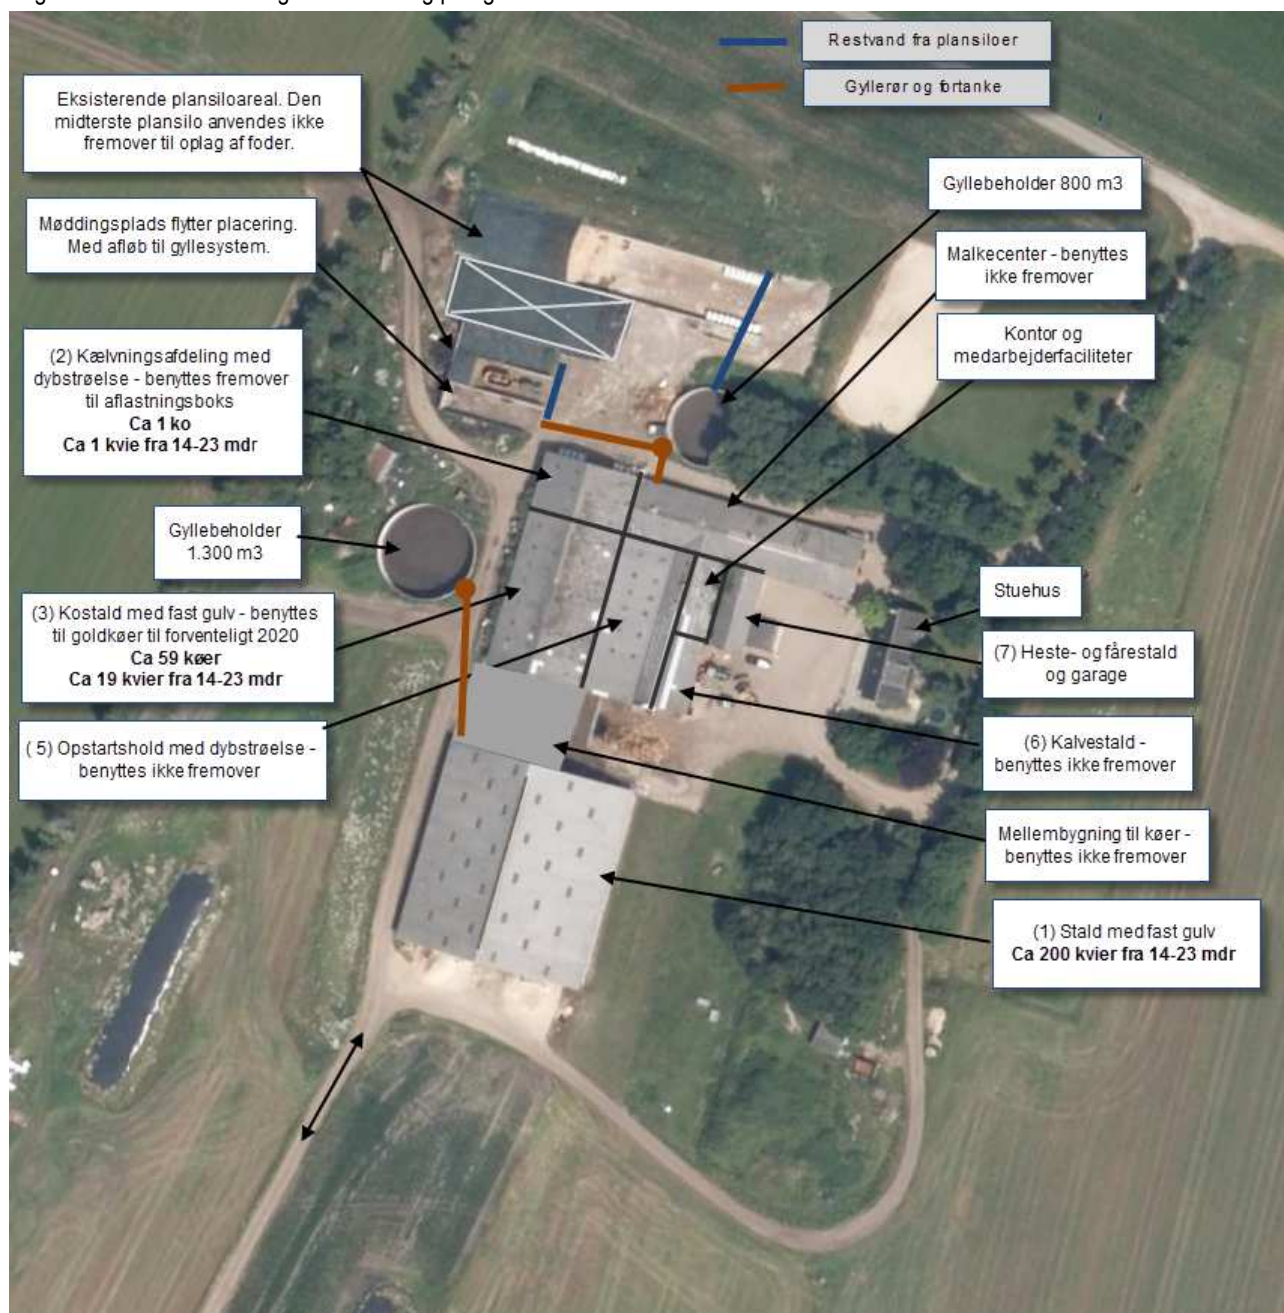 Restvand fra plansiloer
Gyllerør og fortanke
Eksisterende plansiloareal. Den
midterste plansilo anvendes ikke
fremover til oplag af foder.
Gyllebeholder 800 m3
Møddingsplads flytter placering.
Med afløb til gyllesystem.
Malkecenter - benyttes
ikke fremover
Kontor og
medarbejderfaciliteter
(2) Kælvningsafdeling med
dybstrøelse - benyttes fremover
til aflastningsboks
Ca 1 ko
Ca 1 kvie fra 14-23 mdr
Gyllebeholder
1.300 m3
Stuehus
(3) Kostald med fast gulv - benyttes
til goldkøer til forventeligt 2020
Ca 59 køer
Ca 19 kvier fra 14-23 mdr
(7) Heste- og fårestald
og garage
( 5) Opstartshold med dybstrøelse -
benyttes ikke fremover
(6) Kalvestald -
benyttes ikke fremover
Mellembygning til køer -
benyttes ikke fremover
(1) Stald med fast gulv
Ca 200 kvier fra 14-23 mdr